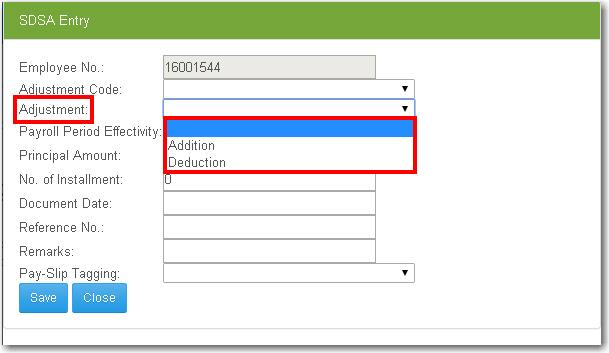 SDSA Entry
Employee No.: 16001544
Adjustment Code:
Adjustment:
Payroll Period Effectivity:
Addition
Principal Amount:
Deduction
No. of Installment: 0
Document Date:
Reference No.:
Remarks:
Pay-Slip Tagging:
Save Close